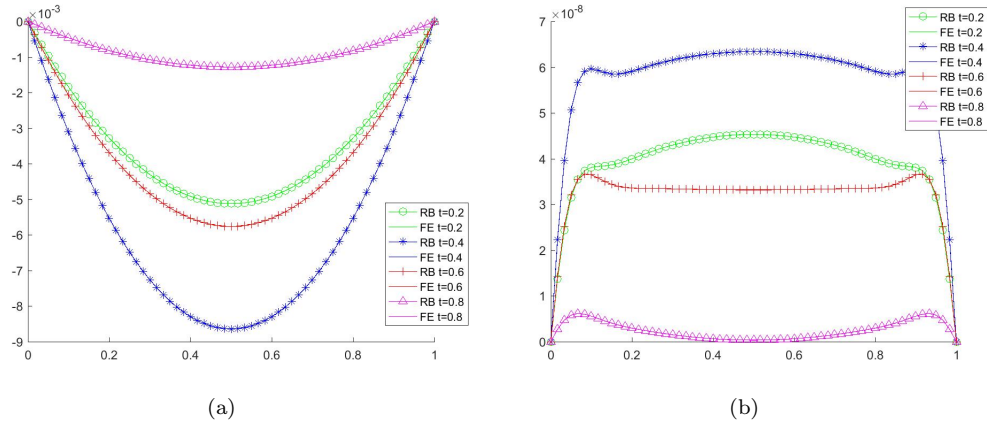 ×10⁻³
0
-1
-2
-3
-4
-5
-6
-7
-8
-9
0
0.2
0.4
0.6
0.8
1
RB t=0.2
FE t=0.2
RB t=0.4
FE t=0.4
RB t=0.6
FE t=0.6
RB t=0.8
FE t=0.8
(a)
×10⁻⁸
7
6
5
4
3
2
1
0
0
0.2
0.4
0.6
0.8
1
RB t=0.2
FE t=0.2
RB t=0.4
FE t=0.4
RB t=0.6
FE t=0.6
RB t=0.8
FE t=0.8
(b)